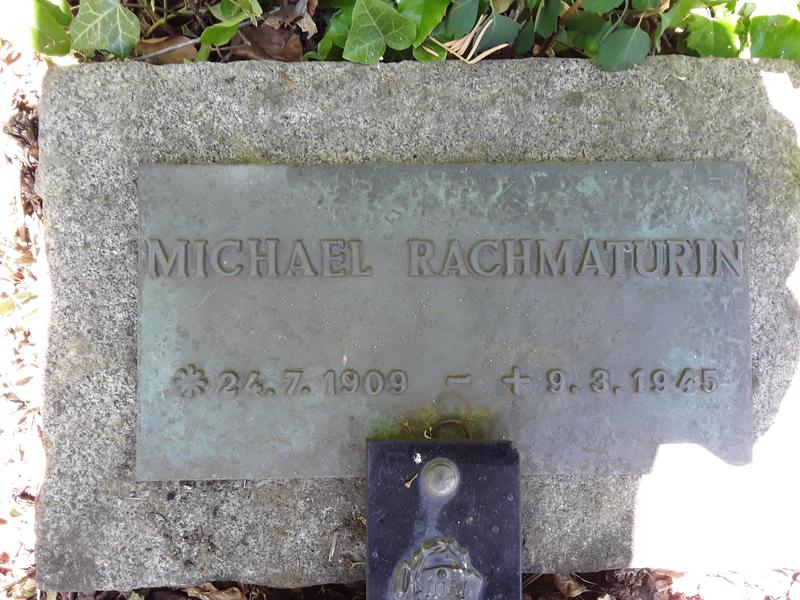 MICHAEL RACHMATURIN
* 24.7.1909 - + 9.3.1945